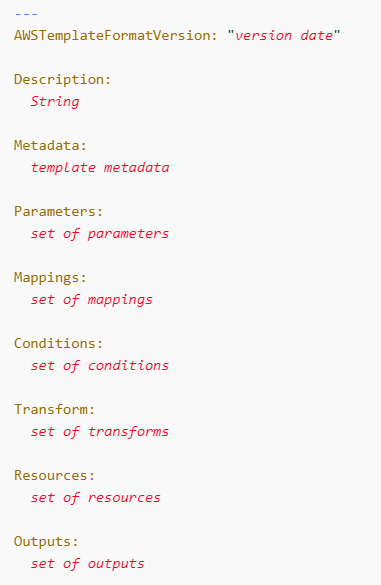 ---
AWSTemplateFormatVersion: "version date"
Description:
String
Metadata:
template metadata
Parameters:
set of parameters
Mappings:
set of mappings
Conditions:
set of conditions
Transform:
set of transforms
Resources:
set of resources
Outputs:
set of outputs